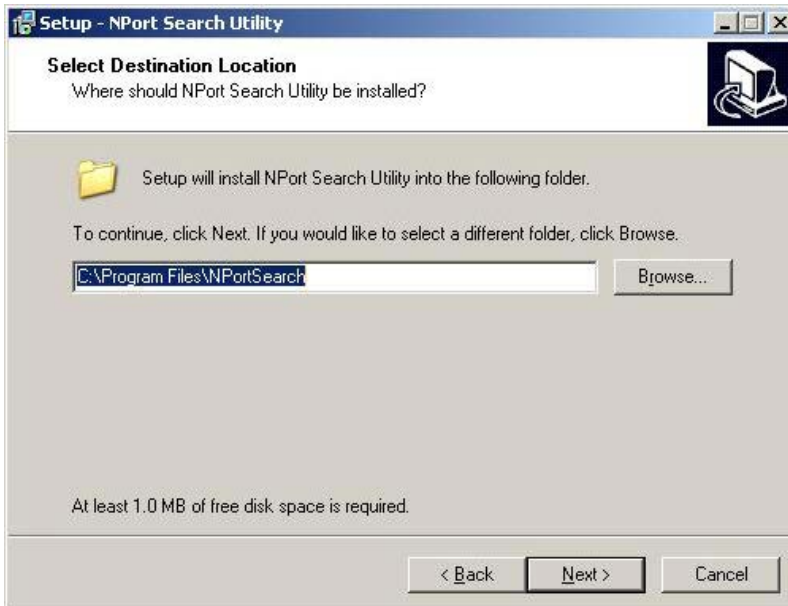 Setup - NPort Search Utility
Select Destination Location
Where should NPort Search Utility be installed?
Setup will install NPort Search Utility into the following folder.
To continue, click Next. If you would like to select a different folder, click Browse.
C:\Program Files\NPortSearch
Browse...
At least 1.0 MB of free disk space is required.
< Back
Next >
Cancel